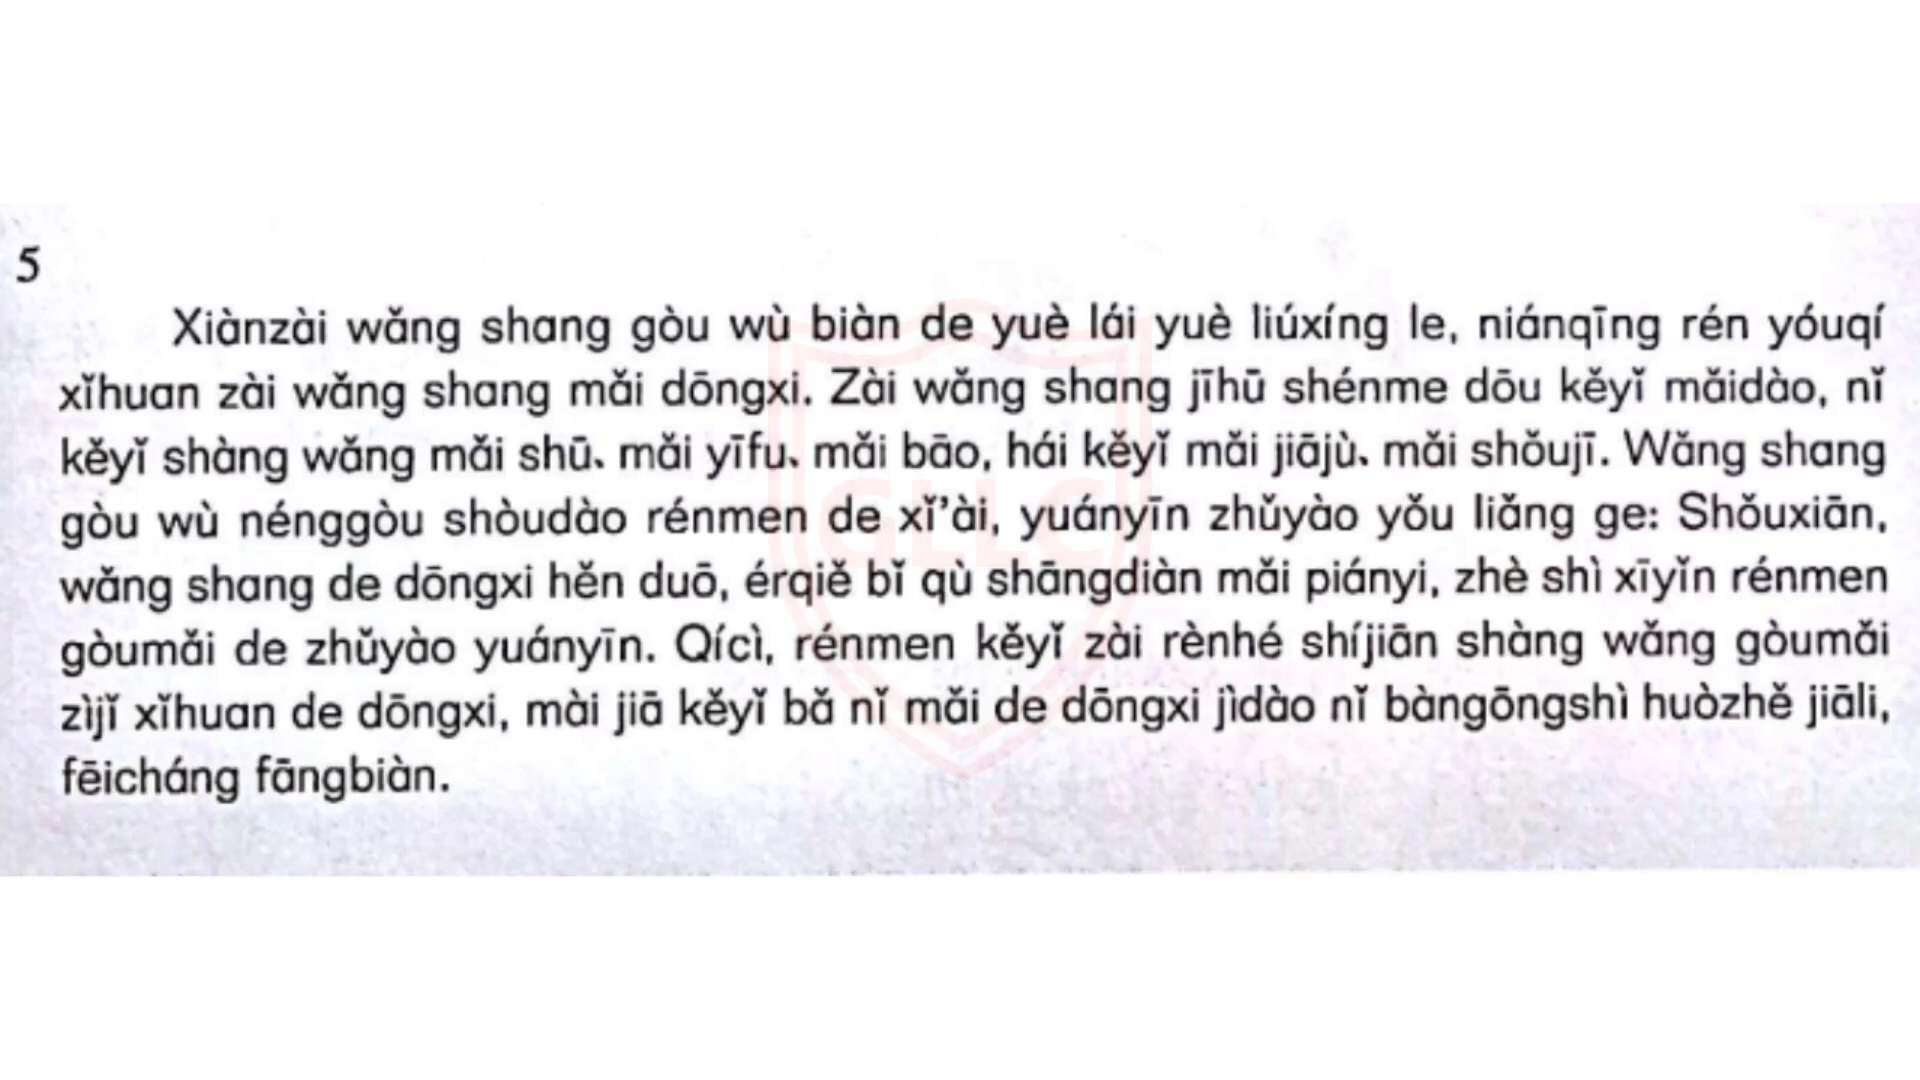 5
Xiànzài wǎng shang gòu wù biàn de yuè lái yuè liúxíng le, niánqīng rén yóuqí
xǐhuan zài wǎng shang mǎi dōngxi. Zài wǎng shang jīhū shénme dōu kěyǐ mǎidào, nǐ
kěyǐ shàng wǎng mǎi shū、mǎi yīfu、mǎi bāo, hái kěyǐ mǎi jiājù、mǎi shǒujī. Wǎng shang
gòu wù nénggòu shòudào rénmen de xǐ’ài, yuányīn zhǔyào yǒu liǎng ge: Shǒuxiān,
wǎng shang de dōngxi hěn duō, érqiě bǐ qù shāngdiàn mǎi piányi, zhè shì xīyǐn rénmen
gòumǎi de zhǔyào yuányīn. Qícì, rénmen kěyǐ zài rènhé shíjiān shàng wǎng gòumǎi
zìjǐ xǐhuan de dōngxi, mài jiā kěyǐ bǎ nǐ mǎi de dōngxi jìdào nǐ bàngōngshì huòzhě jiāli,
fēicháng fāngbiàn.
GLLC